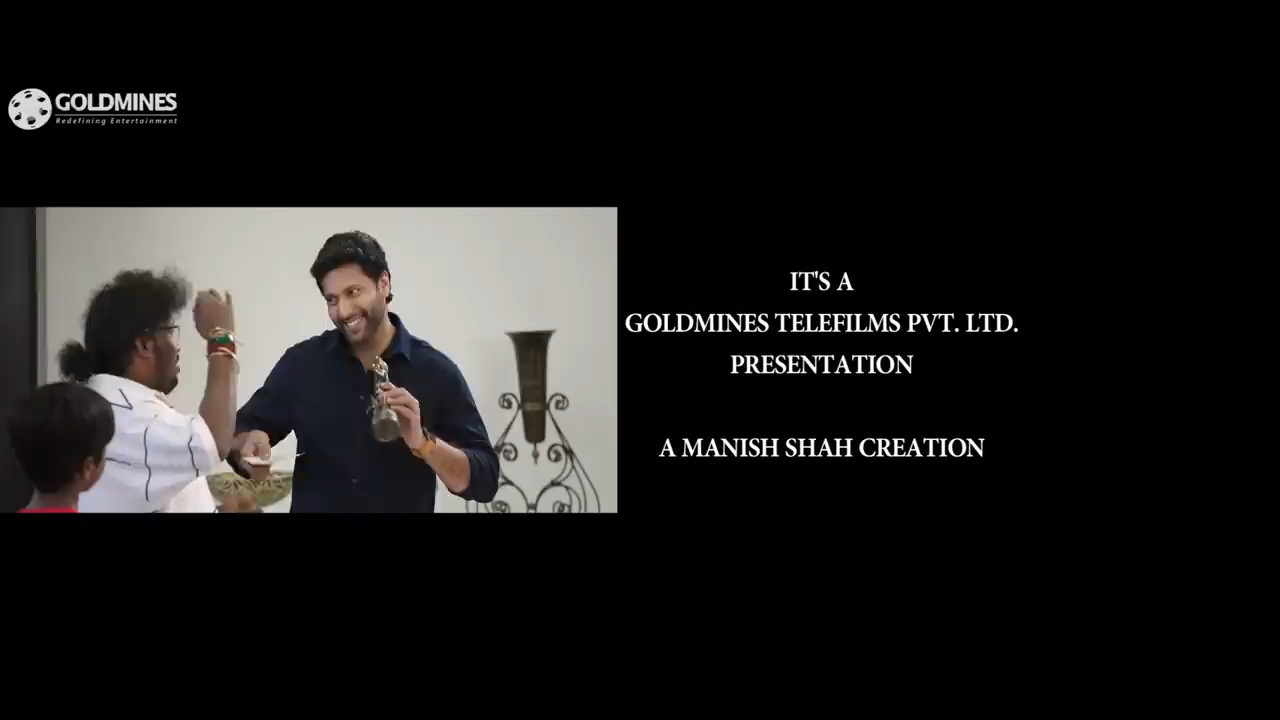 GOLDMINES
Redefining Entertainment
IT'S A
GOLDMINES TELEFILMS PVT. LTD.
PRESENTATION
A MANISH SHAH CREATION